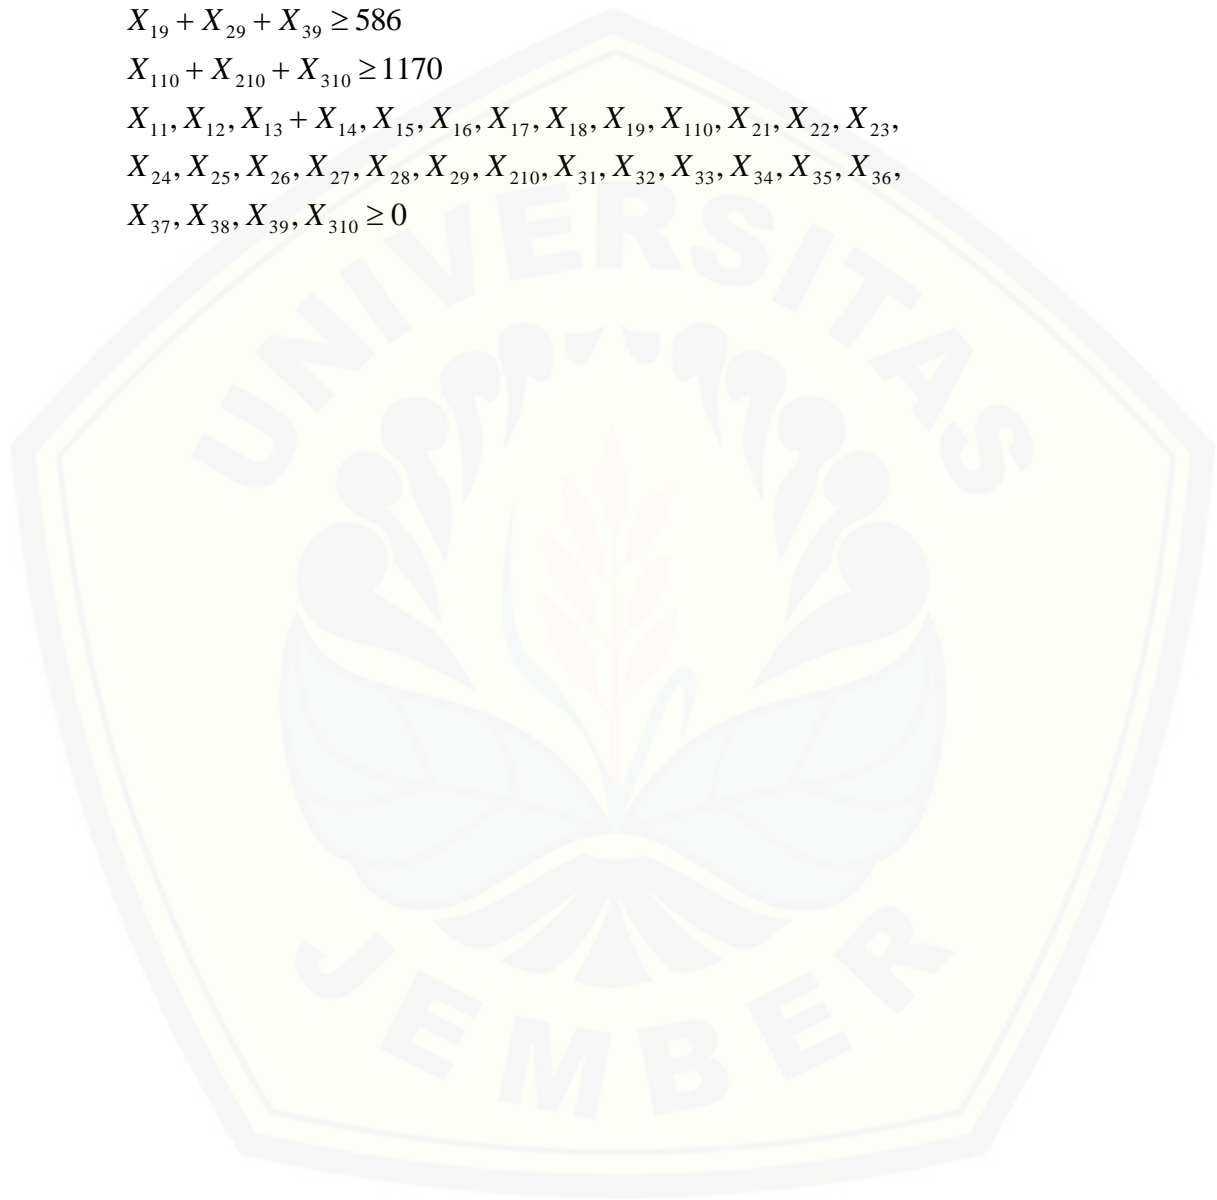 X₁₉ + X₂₉ + X₃₉ ≥ 586
X₁₁₀ + X₂₁₀ + X₃₁₀ ≥ 1170
X₁₁, X₁₂, X₁₃ + X₁₄, X₁₅, X₁₆, X₁₇, X₁₈, X₁₉, X₁₁₀, X₂₁, X₂₂, X₂₃,
X₂₄, X₂₅, X₂₆, X₂₇, X₂₈, X₂₉, X₂₁₀, X₃₁, X₃₂, X₃₃, X₃₄, X₃₅, X₃₆,
X₃₇, X₃₈, X₃₉, X₃₁₀ ≥ 0
UNIVERSITAS
JEMBER